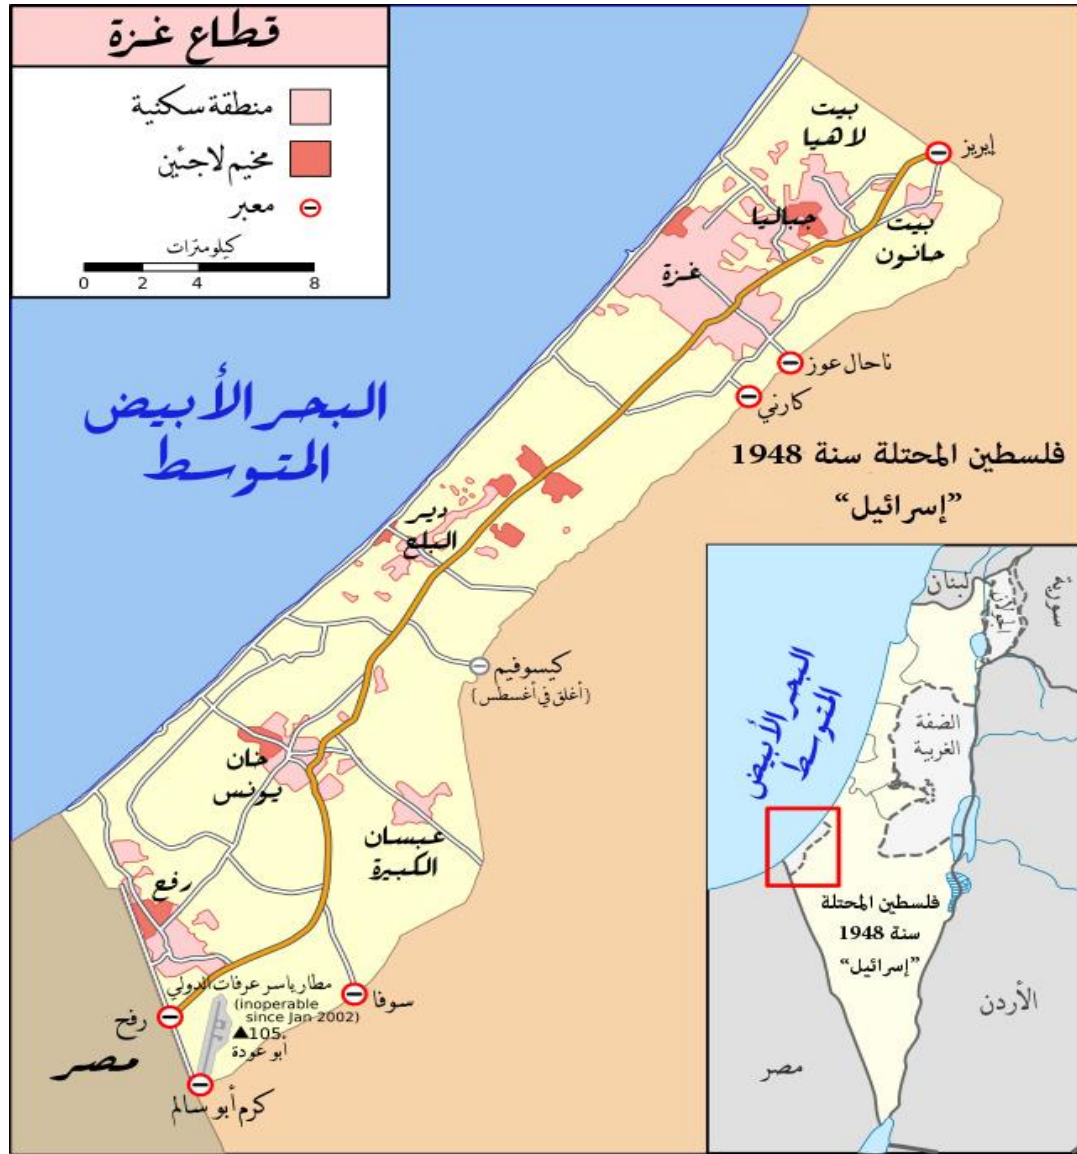 قطاع غزة
منطقة سكنية
مخيم لاجئين
معبر
كيلومترات
0 2 4 8
البحر الأبيض
المتوسط
بيت
لاهيا
إيريز
جباليا
بيت
حانون
غزة
ناحال عوز
كارني
فلسطين المحتلة سنة 1948
"إسرائيل"
دير
البلح
كيسوفيم
(أغلق في أغسطس)
خان
يونس
عبسان
الكبيرة
رفح
مطار ياسر عرفات الدولي
(inoperable
since Jan 2002)
105
أبو عودة
سوفا
رفح
مصر
كرم أبو سالم
لبنان
الجولان
سورية
البحر الأبيض
المتوسط
الضفة
الغربية
فلسطين المحتلة
سنة 1948
"إسرائيل"
الأردن
مصر